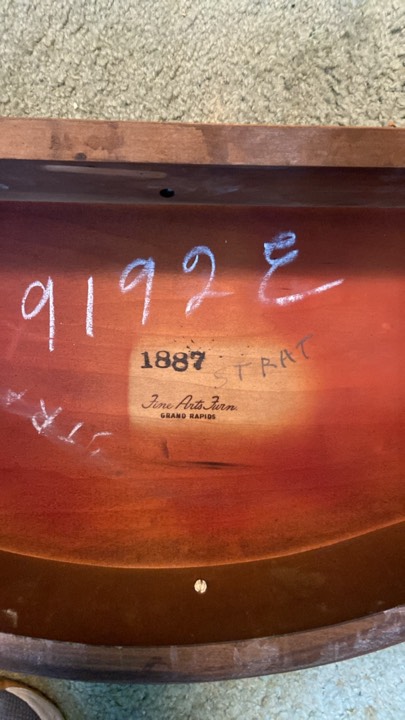 9192 E
1887
STRAT
Fine Arts Furn.
GRAND RAPIDS